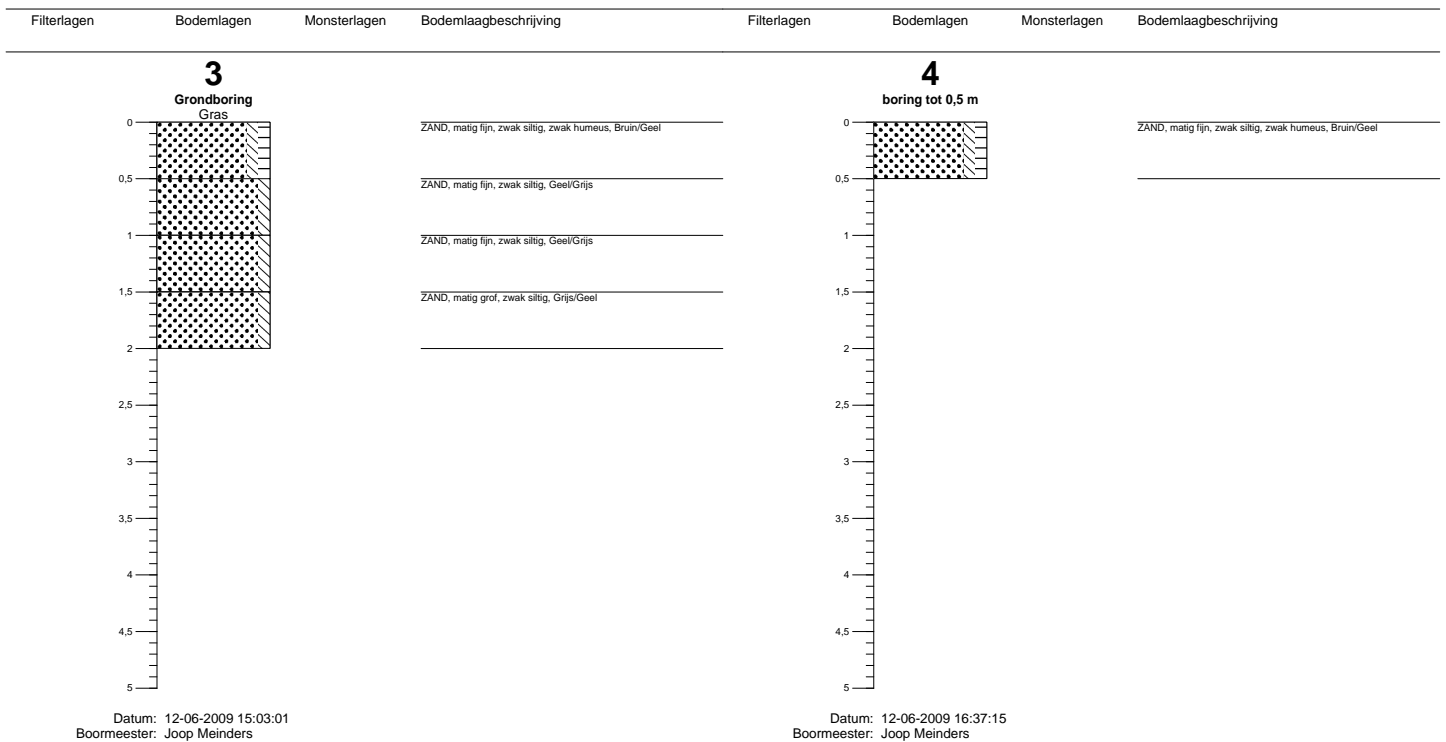 Filterlagen Bodemlagen Monsterlagen Bodemlaagbeschrijving Filterlagen Bodemlagen Monsterlagen Bodemlaagbeschrijving
3
Grondboring
Gras
0 ZAND, matig fijn, zwak siltig, zwak humeus, Bruin/Geel
0,5 ZAND, matig fijn, zwak siltig, Geel/Grijs
1 ZAND, matig fijn, zwak siltig, Geel/Grijs
1,5 ZAND, matig grof, zwak siltig, Grijs/Geel
2
2,5
3
3,5
4
4,5
5
Datum: 12-06-2009 15:03:01
Boormeester: Joop Meinders
4
boring tot 0,5 m
0 ZAND, matig fijn, zwak siltig, zwak humeus, Bruin/Geel
0,5
1
1,5
2
2,5
3
3,5
4
4,5
5
Datum: 12-06-2009 16:37:15
Boormeester: Joop Meinders